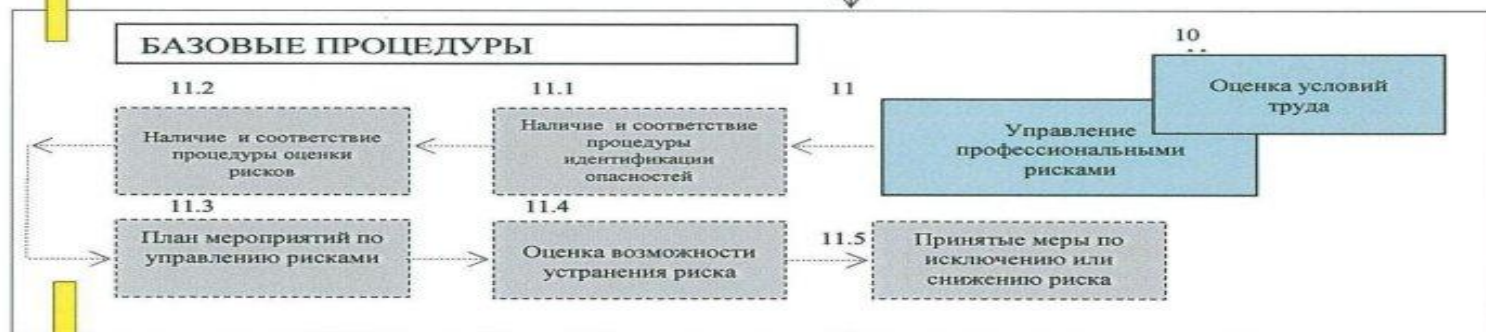 БАЗОВЫЕ ПРОЦЕДУРЫ
10
Оценка условий
труда
11.2
11.1
11
Наличие и соответствие
процедуры оценки
рисков
Наличие и соответствие
процедуры
идентификации
опасностей
Управление
профессиональными
рисками
11.3
План мероприятий по
управлению рисками
11.4
Оценка возможности
устранения риска
11.5
Принятые меры по
исключению или
снижению риска